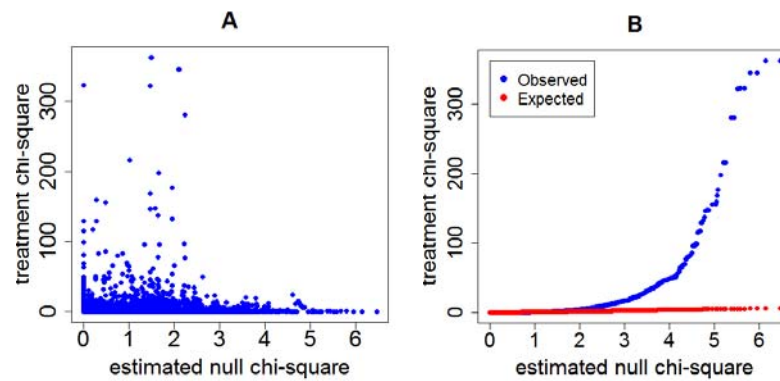 A
B
treatment chi-square
0 100 200 300
0 1 2 3 4 5 6
estimated null chi-square
Observed
Expected
treatment chi-square
0 100 200 300
0 1 2 3 4 5 6
estimated null chi-square